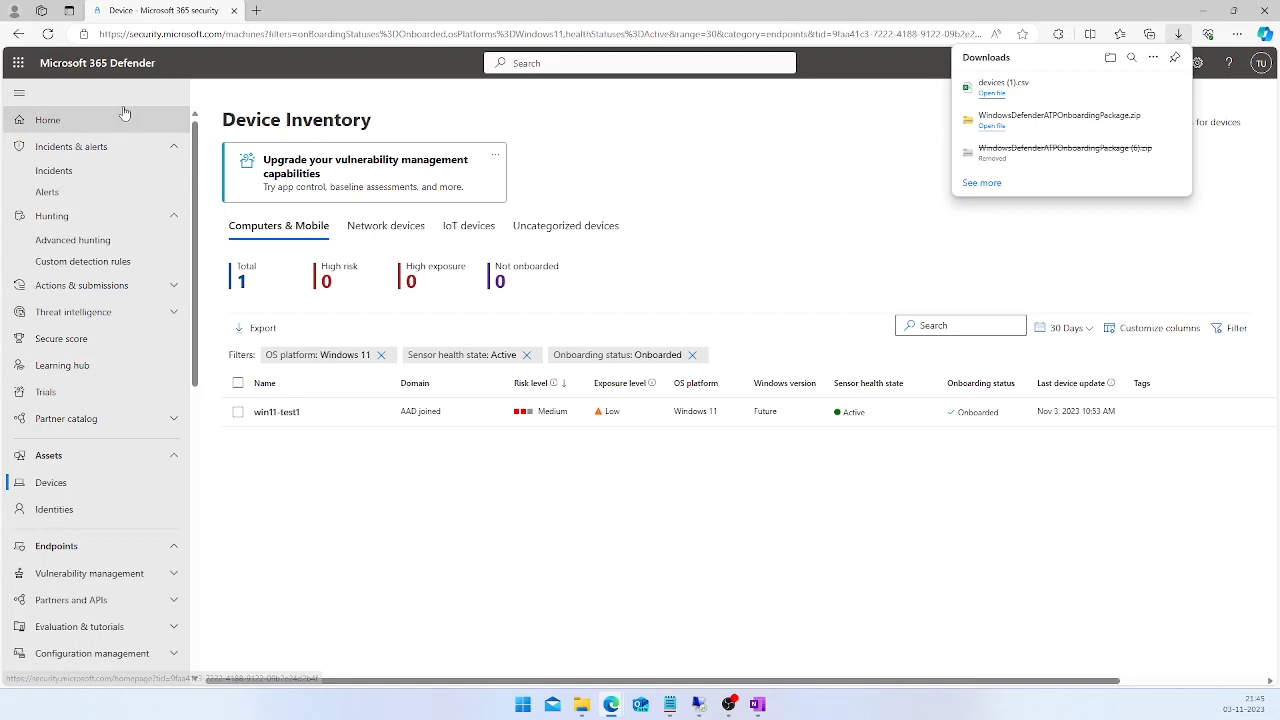 Device - Microsoft 365 security
https://security.microsoft.com/machines?filters=onBoardingStatuses%3DOnboarded,osPlatforms%3DWindows11,healthStatuses%3DActive&range=30&category=endpoints&tid=9faa41c3-7222-4188-9122-09b2e2...
Microsoft 365 Defender
Search
TU
Downloads
devices (1).csv
Open file
WindowsDefenderATPOnboardingPackage.zip
Open file
WindowsDefenderATPOnboardingPackage (6).zip
Removed
See more
Home
Incidents & alerts
Incidents
Alerts
Hunting
Advanced hunting
Custom detection rules
Actions & submissions
Threat intelligence
Secure score
Learning hub
Trials
Partner catalog
Assets
Devices
Identities
Endpoints
Vulnerability management
Partners and APIs
Evaluation & tutorials
Configuration management
Device Inventory
for devices
Upgrade your vulnerability management
capabilities
Try app control, baseline assessments, and more.
Computers & Mobile Network devices IoT devices Uncategorized devices
Total High risk High exposure Not onboarded
1 0 0 0
Export Search 30 Days Customize columns Filter
Filters: OS platform: Windows 11 Sensor health state: Active Onboarding status: Onboarded
Name Domain Risk level Exposure level OS platform Windows version Sensor health state Onboarding status Last device update Tags
win11-test1 AAD joined Medium Low Windows 11 Future Active Onboarded Nov 3, 2023 10:53 AM
21:45
03-11-2023